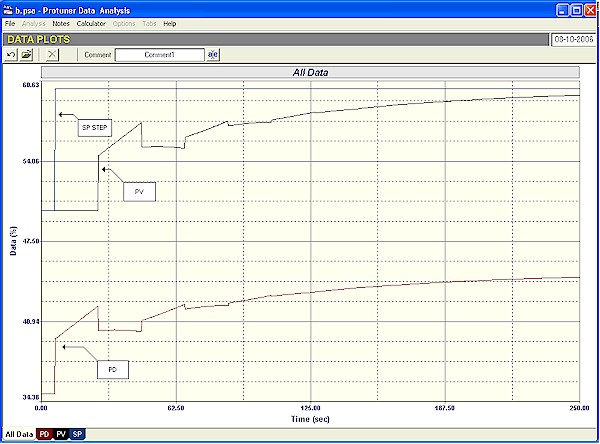 b.psa - Protuner Data Analysis
File Analysis Notes Calculator Options Tabs Help
DATA PLOTS
08-10-2006
Comment Comment1
All Data
60.63
SP STEP
54.06
PV
47.50
Data (%)
40.94
PD
34.38
0.00 62.50 125.00 187.50 250.00
Time (sec)
All Data PD PV SP